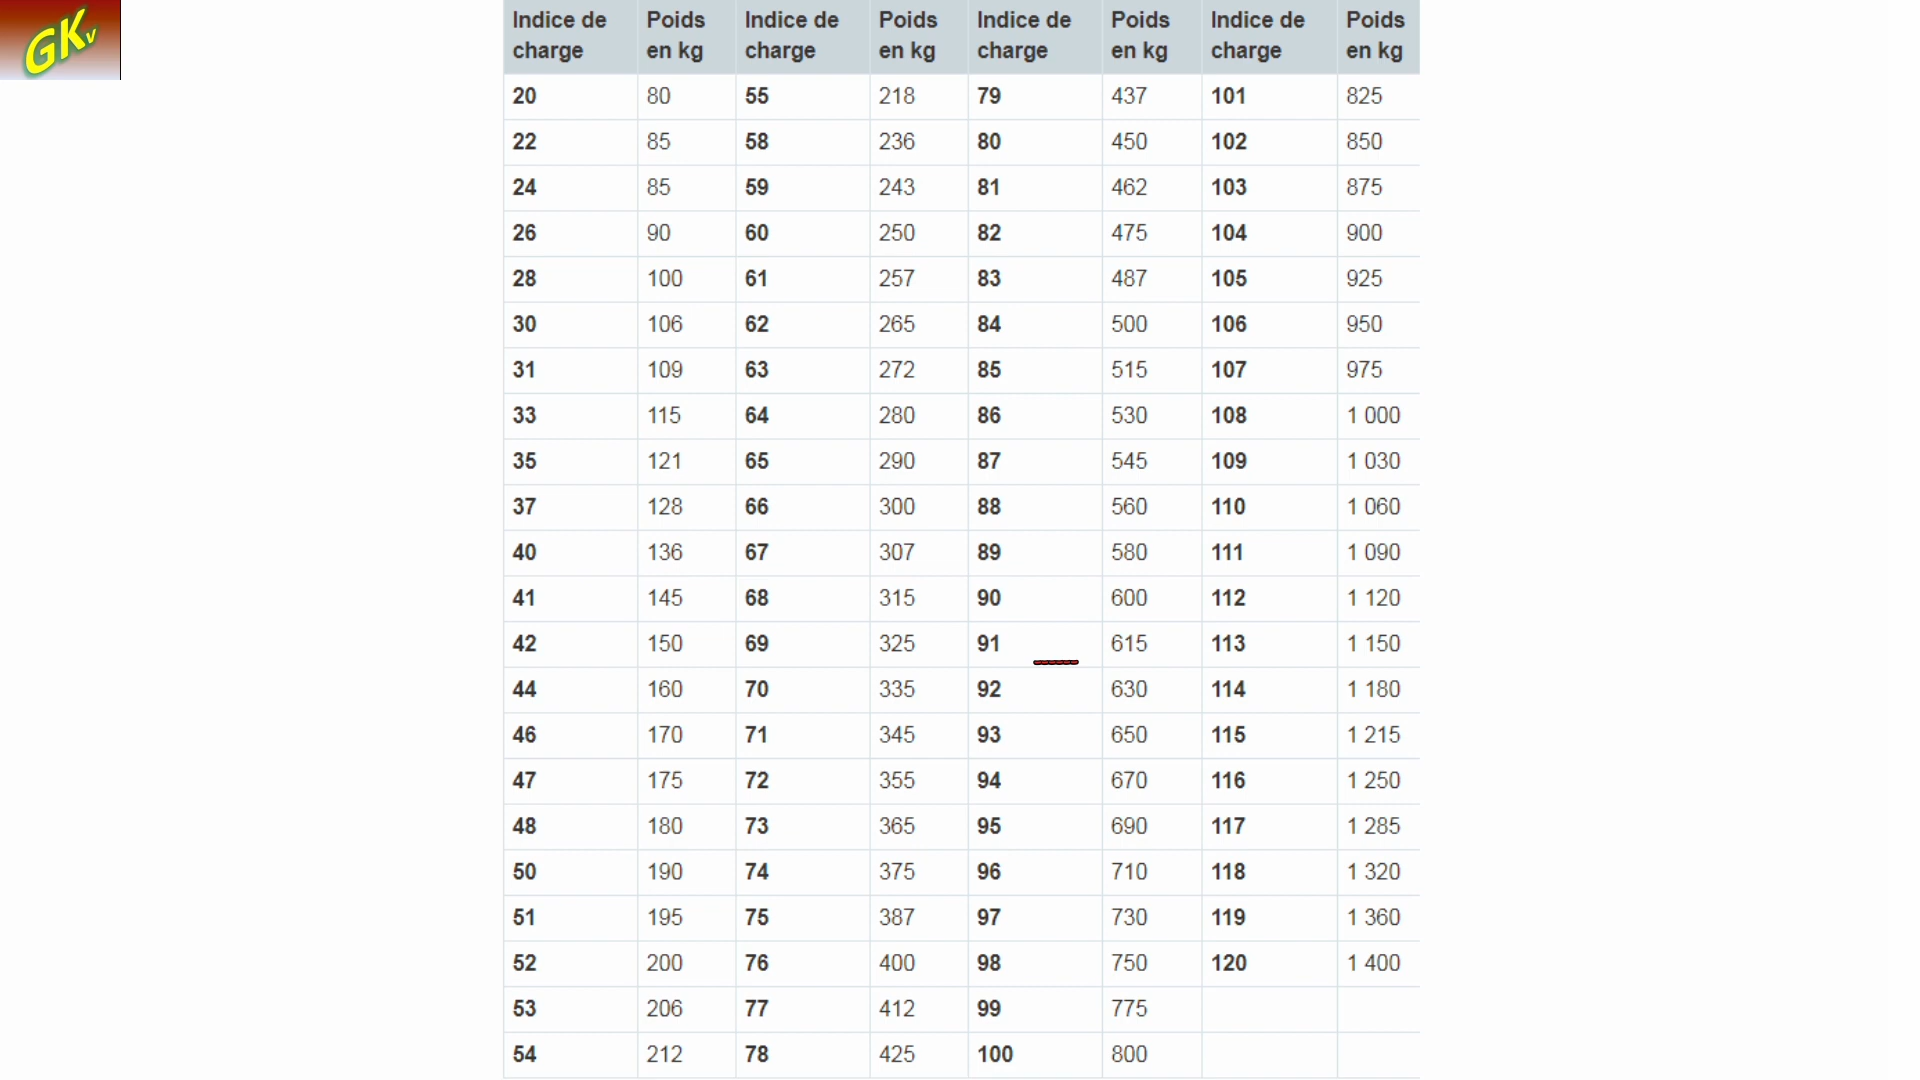 GKv
Indice de charge Poids en kg Indice de charge Poids en kg Indice de charge Poids en kg Indice de charge Poids en kg
20 80 55 218 79 437 101 825
22 85 58 236 80 450 102 850
24 85 59 243 81 462 103 875
26 90 60 250 82 475 104 900
28 100 61 257 83 487 105 925
30 106 62 265 84 500 106 950
31 109 63 272 85 515 107 975
33 115 64 280 86 530 108 1 000
35 121 65 290 87 545 109 1 030
37 128 66 300 88 560 110 1 060
40 136 67 307 89 580 111 1 090
41 145 68 315 90 600 112 1 120
42 150 69 325 91 615 113 1 150
44 160 70 335 92 630 114 1 180
46 170 71 345 93 650 115 1 215
47 175 72 355 94 670 116 1 250
48 180 73 365 95 690 117 1 285
50 190 74 375 96 710 118 1 320
51 195 75 387 97 730 119 1 360
52 200 76 400 98 750 120 1 400
53 206 77 412 99 775
54 212 78 425 100 800